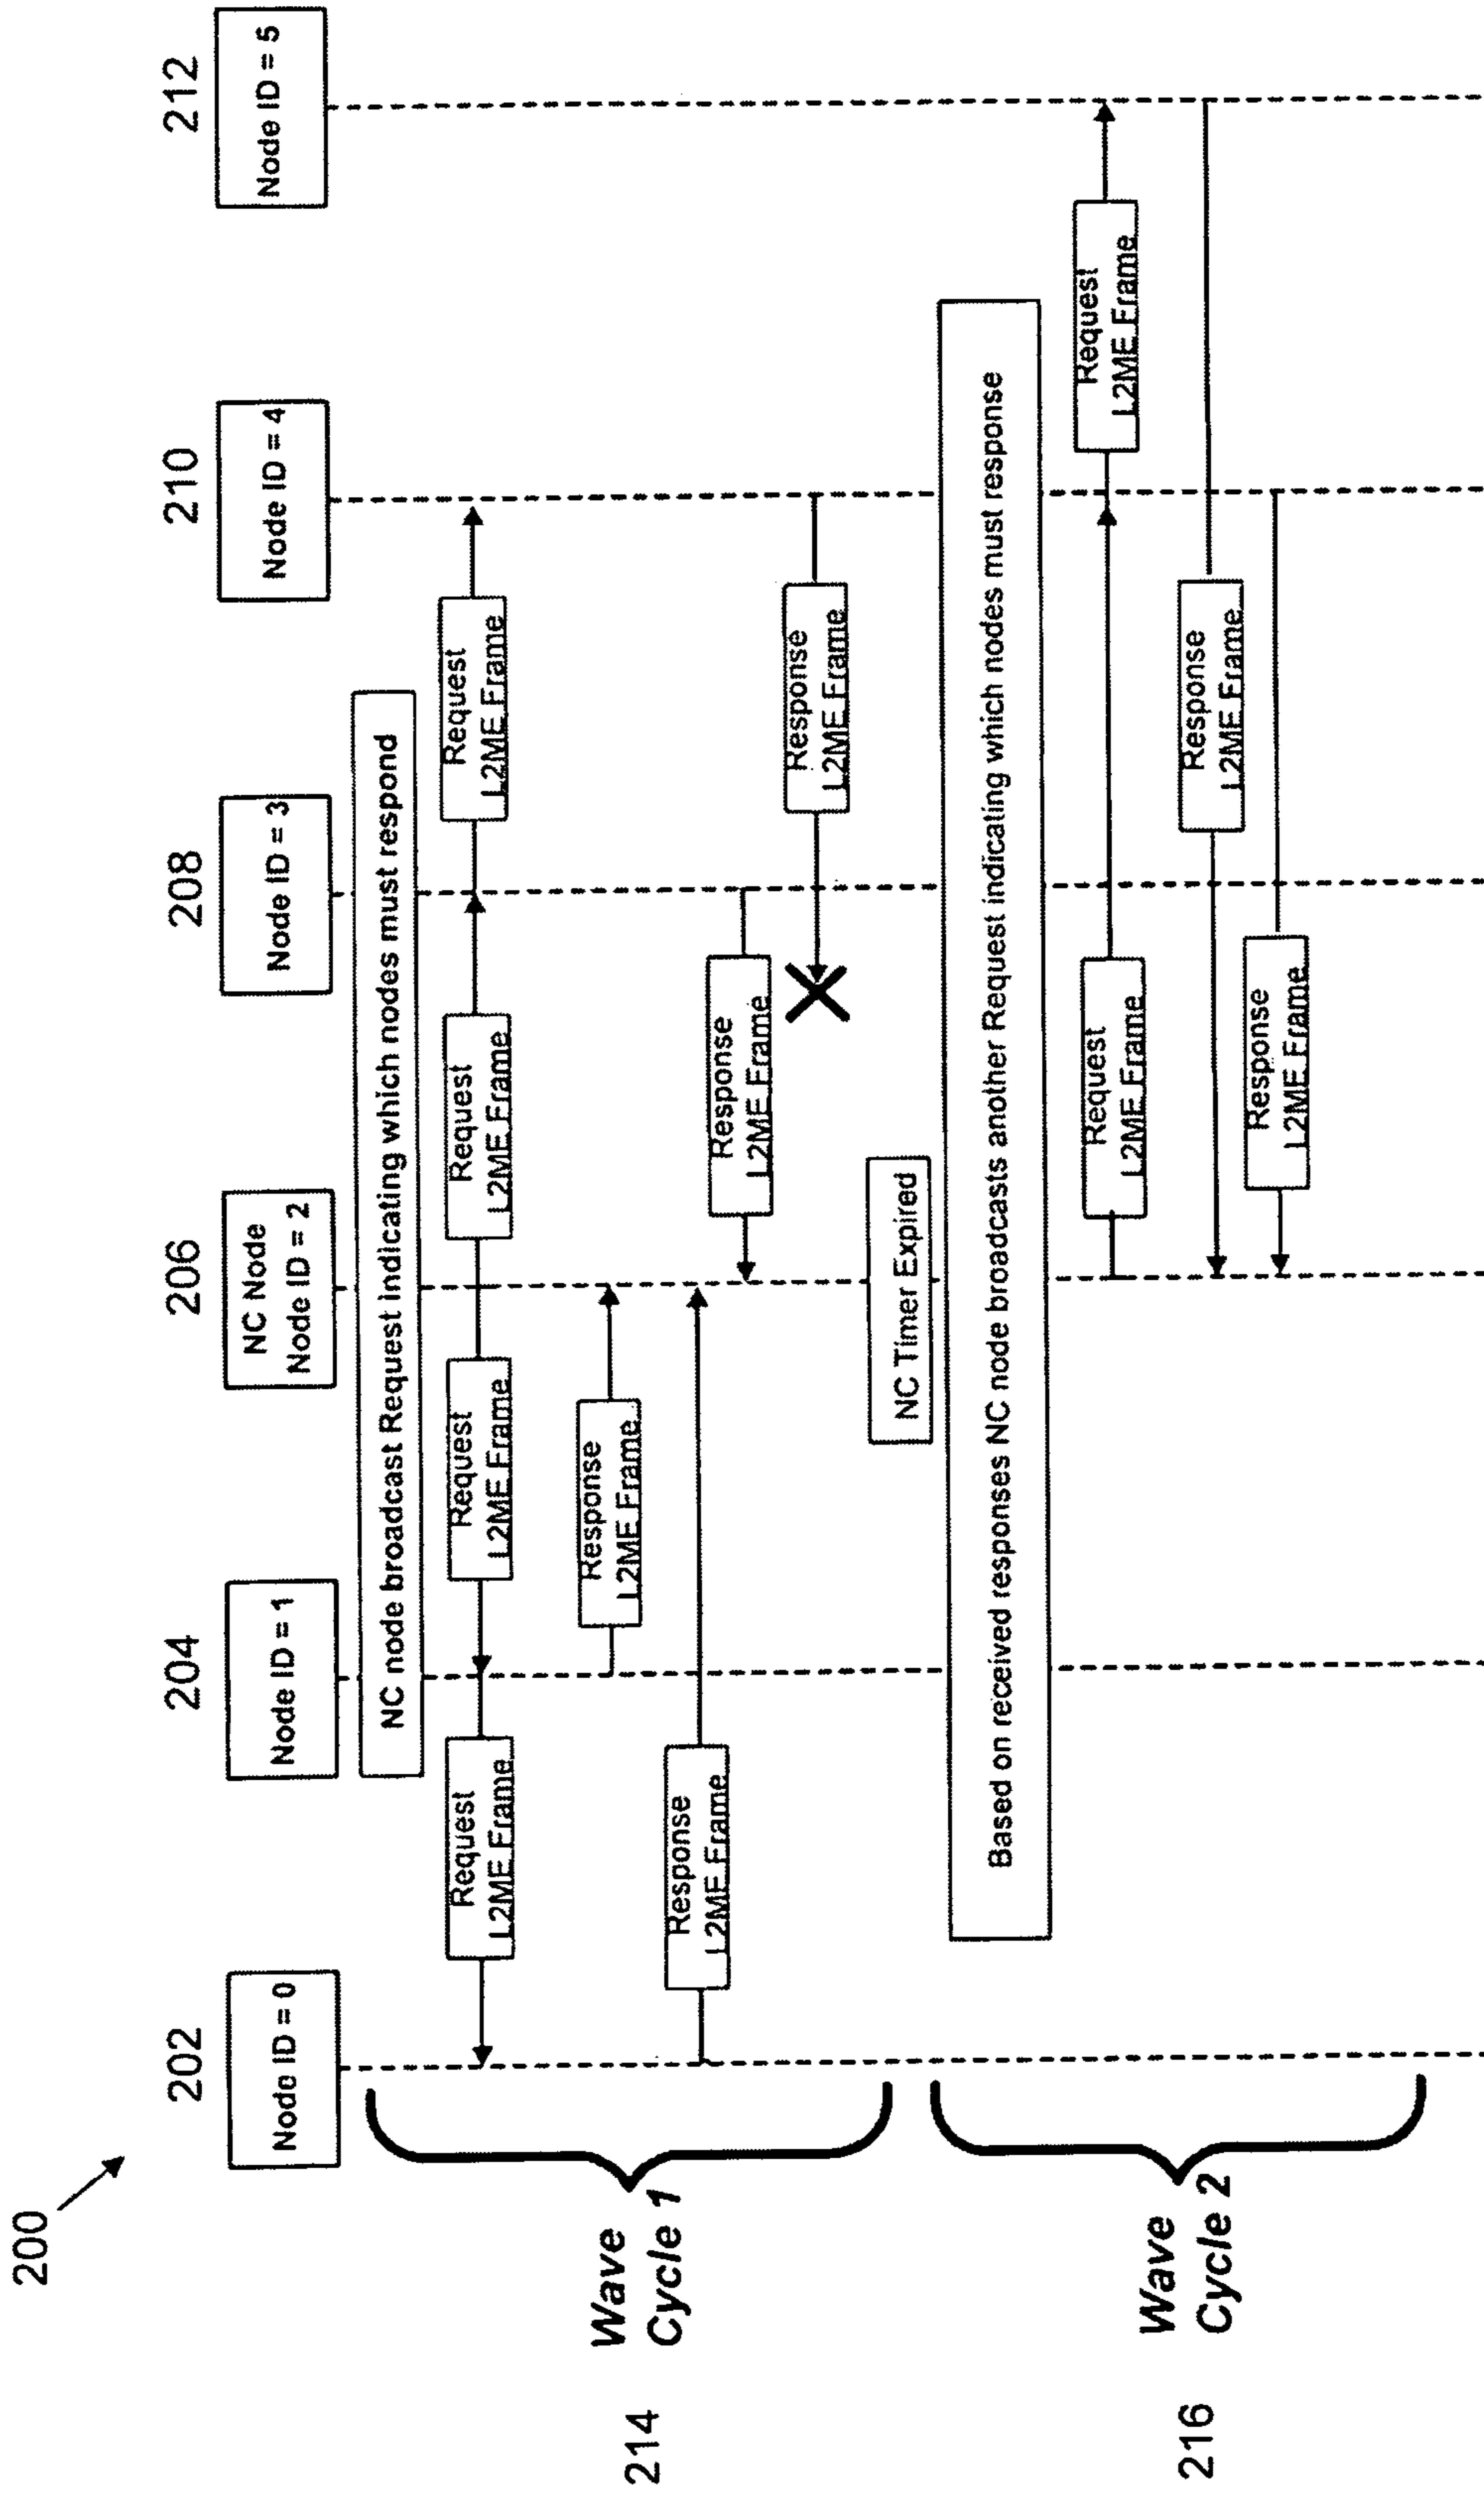 200
202
204
206
208
210
212
Node ID = 0
Node ID = 1
NC Node
Node ID = 2
Node ID = 3
Node ID = 4
Node ID = 5
NC node broadcast Request indicating which nodes must respond
Request
L2ME Frame
Request
L2ME Frame
Request
L2ME Frame
Request
L2ME Frame
Wave
Cycle 1
214
Response
L2ME Frame
Response
L2ME Frame
Response
L2ME Frame
Response
L2ME Frame
NC Timer Expired
Based on received responses NC node broadcasts another Request indicating which nodes must response
Request
L2ME Frame
Request
L2ME Frame
Wave
Cycle 2
216
Response
L2ME Frame
Response
L2ME Frame